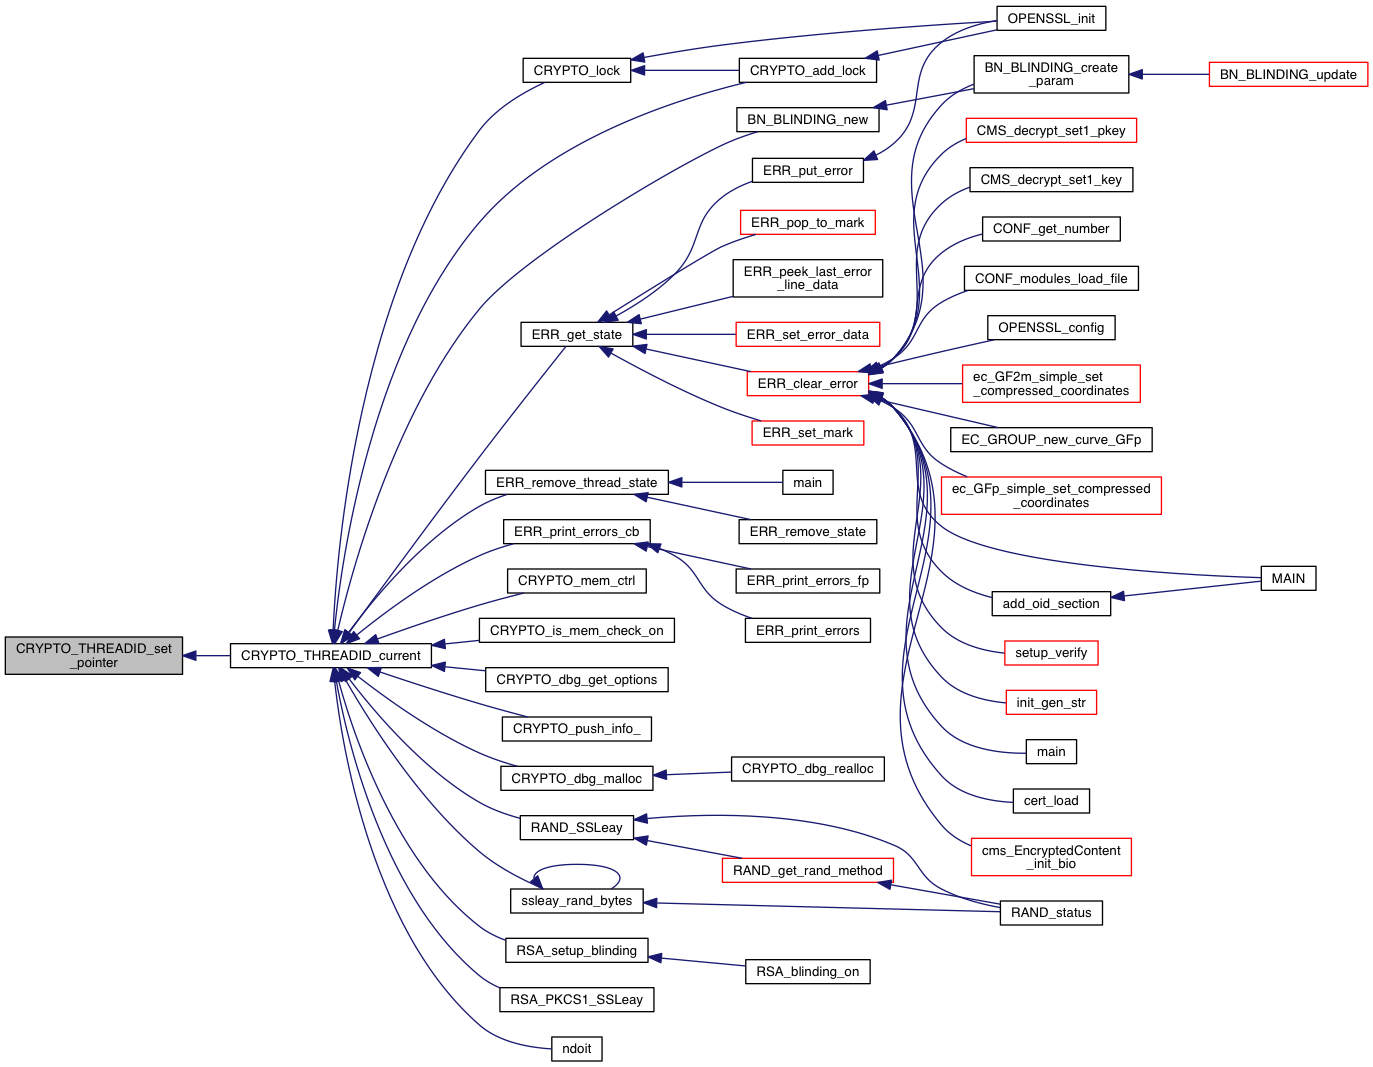 CRYPTO_THREADID_set
_pointer
CRYPTO_THREADID_current
CRYPTO_lock
CRYPTO_add_lock
BN_BLINDING_new
ERR_put_error
ERR_pop_to_mark
ERR_peek_last_error
_line_data
ERR_get_state
ERR_set_error_data
ERR_clear_error
ERR_set_mark
ERR_remove_thread_state
main
ERR_remove_state
ERR_print_errors_cb
ERR_print_errors_fp
ERR_print_errors
CRYPTO_mem_ctrl
CRYPTO_is_mem_check_on
CRYPTO_dbg_get_options
CRYPTO_push_info_
CRYPTO_dbg_malloc
CRYPTO_dbg_realloc
RAND_SSLeay
RAND_get_rand_method
ssleay_rand_bytes
RAND_status
RSA_setup_blinding
RSA_blinding_on
RSA_PKCS1_SSLeay
ndoit
OPENSSL_init
BN_BLINDING_create
_param
BN_BLINDING_update
CMS_decrypt_set1_pkey
CMS_decrypt_set1_key
CONF_get_number
CONF_modules_load_file
OPENSSL_config
ec_GF2m_simple_set
_compressed_coordinates
EC_GROUP_new_curve_GFp
ec_GFp_simple_set_compressed
_coordinates
MAIN
add_oid_section
setup_verify
init_gen_str
main
cert_load
cms_EncryptedContent
_init_bio